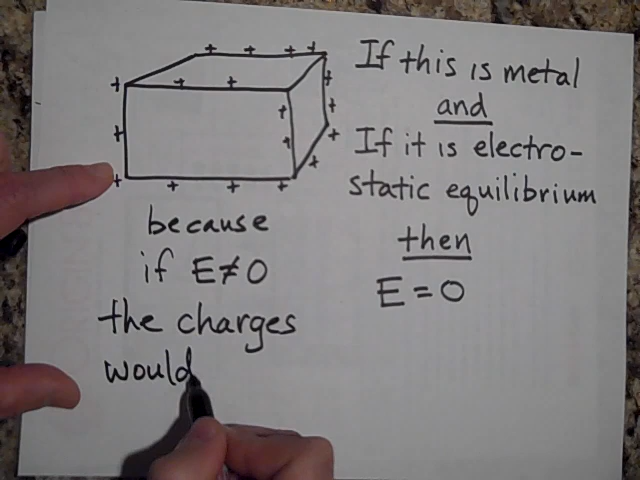 If this is metal
and
If it is electro-
static equilibrium
then
E = 0
because
if E ≠ 0
the charges
would